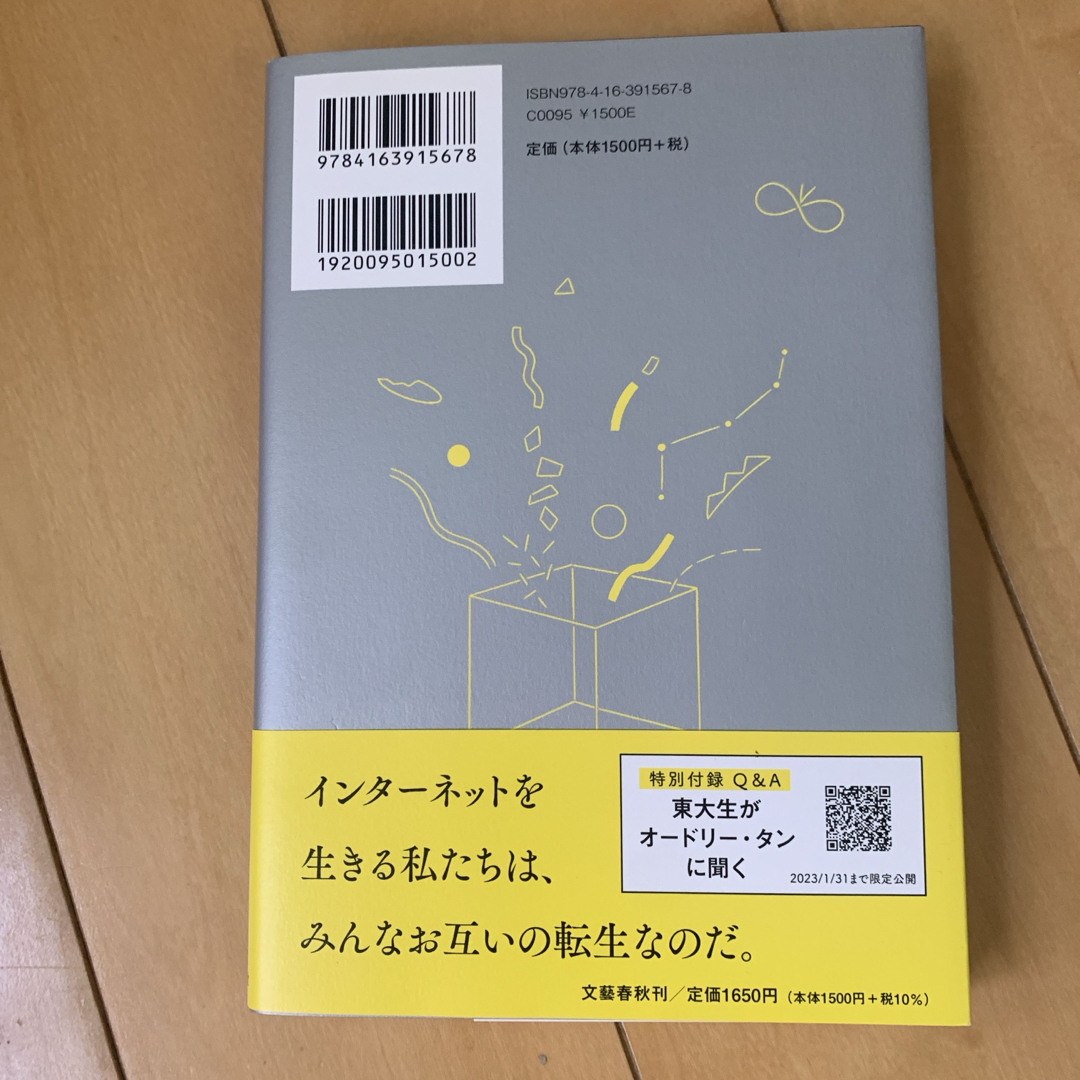 9784163915678
1920095015002
ISBN978-4-16-391567-8
C0095 ¥1500E
定価(本体1500円+税)
インターネットを
生きる私たちは、
みんなお互いの転生なのだ。
特別付録 Q&A
東大生が
オードリー・タン
に聞く
2023/1/31まで限定公開
文藝春秋刊/定価1650円(本体1500円+税10%)